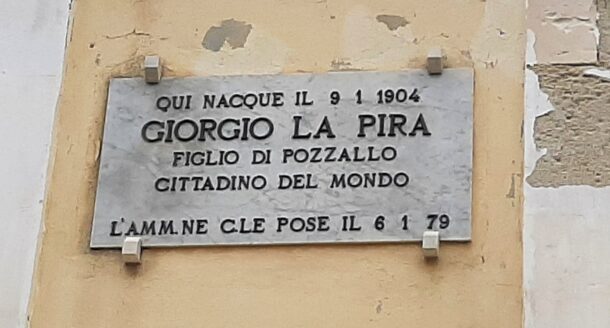 QUI NACQUE IL 9 1 1904
GIORGIO LA PIRA
FIGLIO DI POZZALLO
CITTADINO DEL MONDO
L'AMM.NE C.LE POSE IL 6 1 79